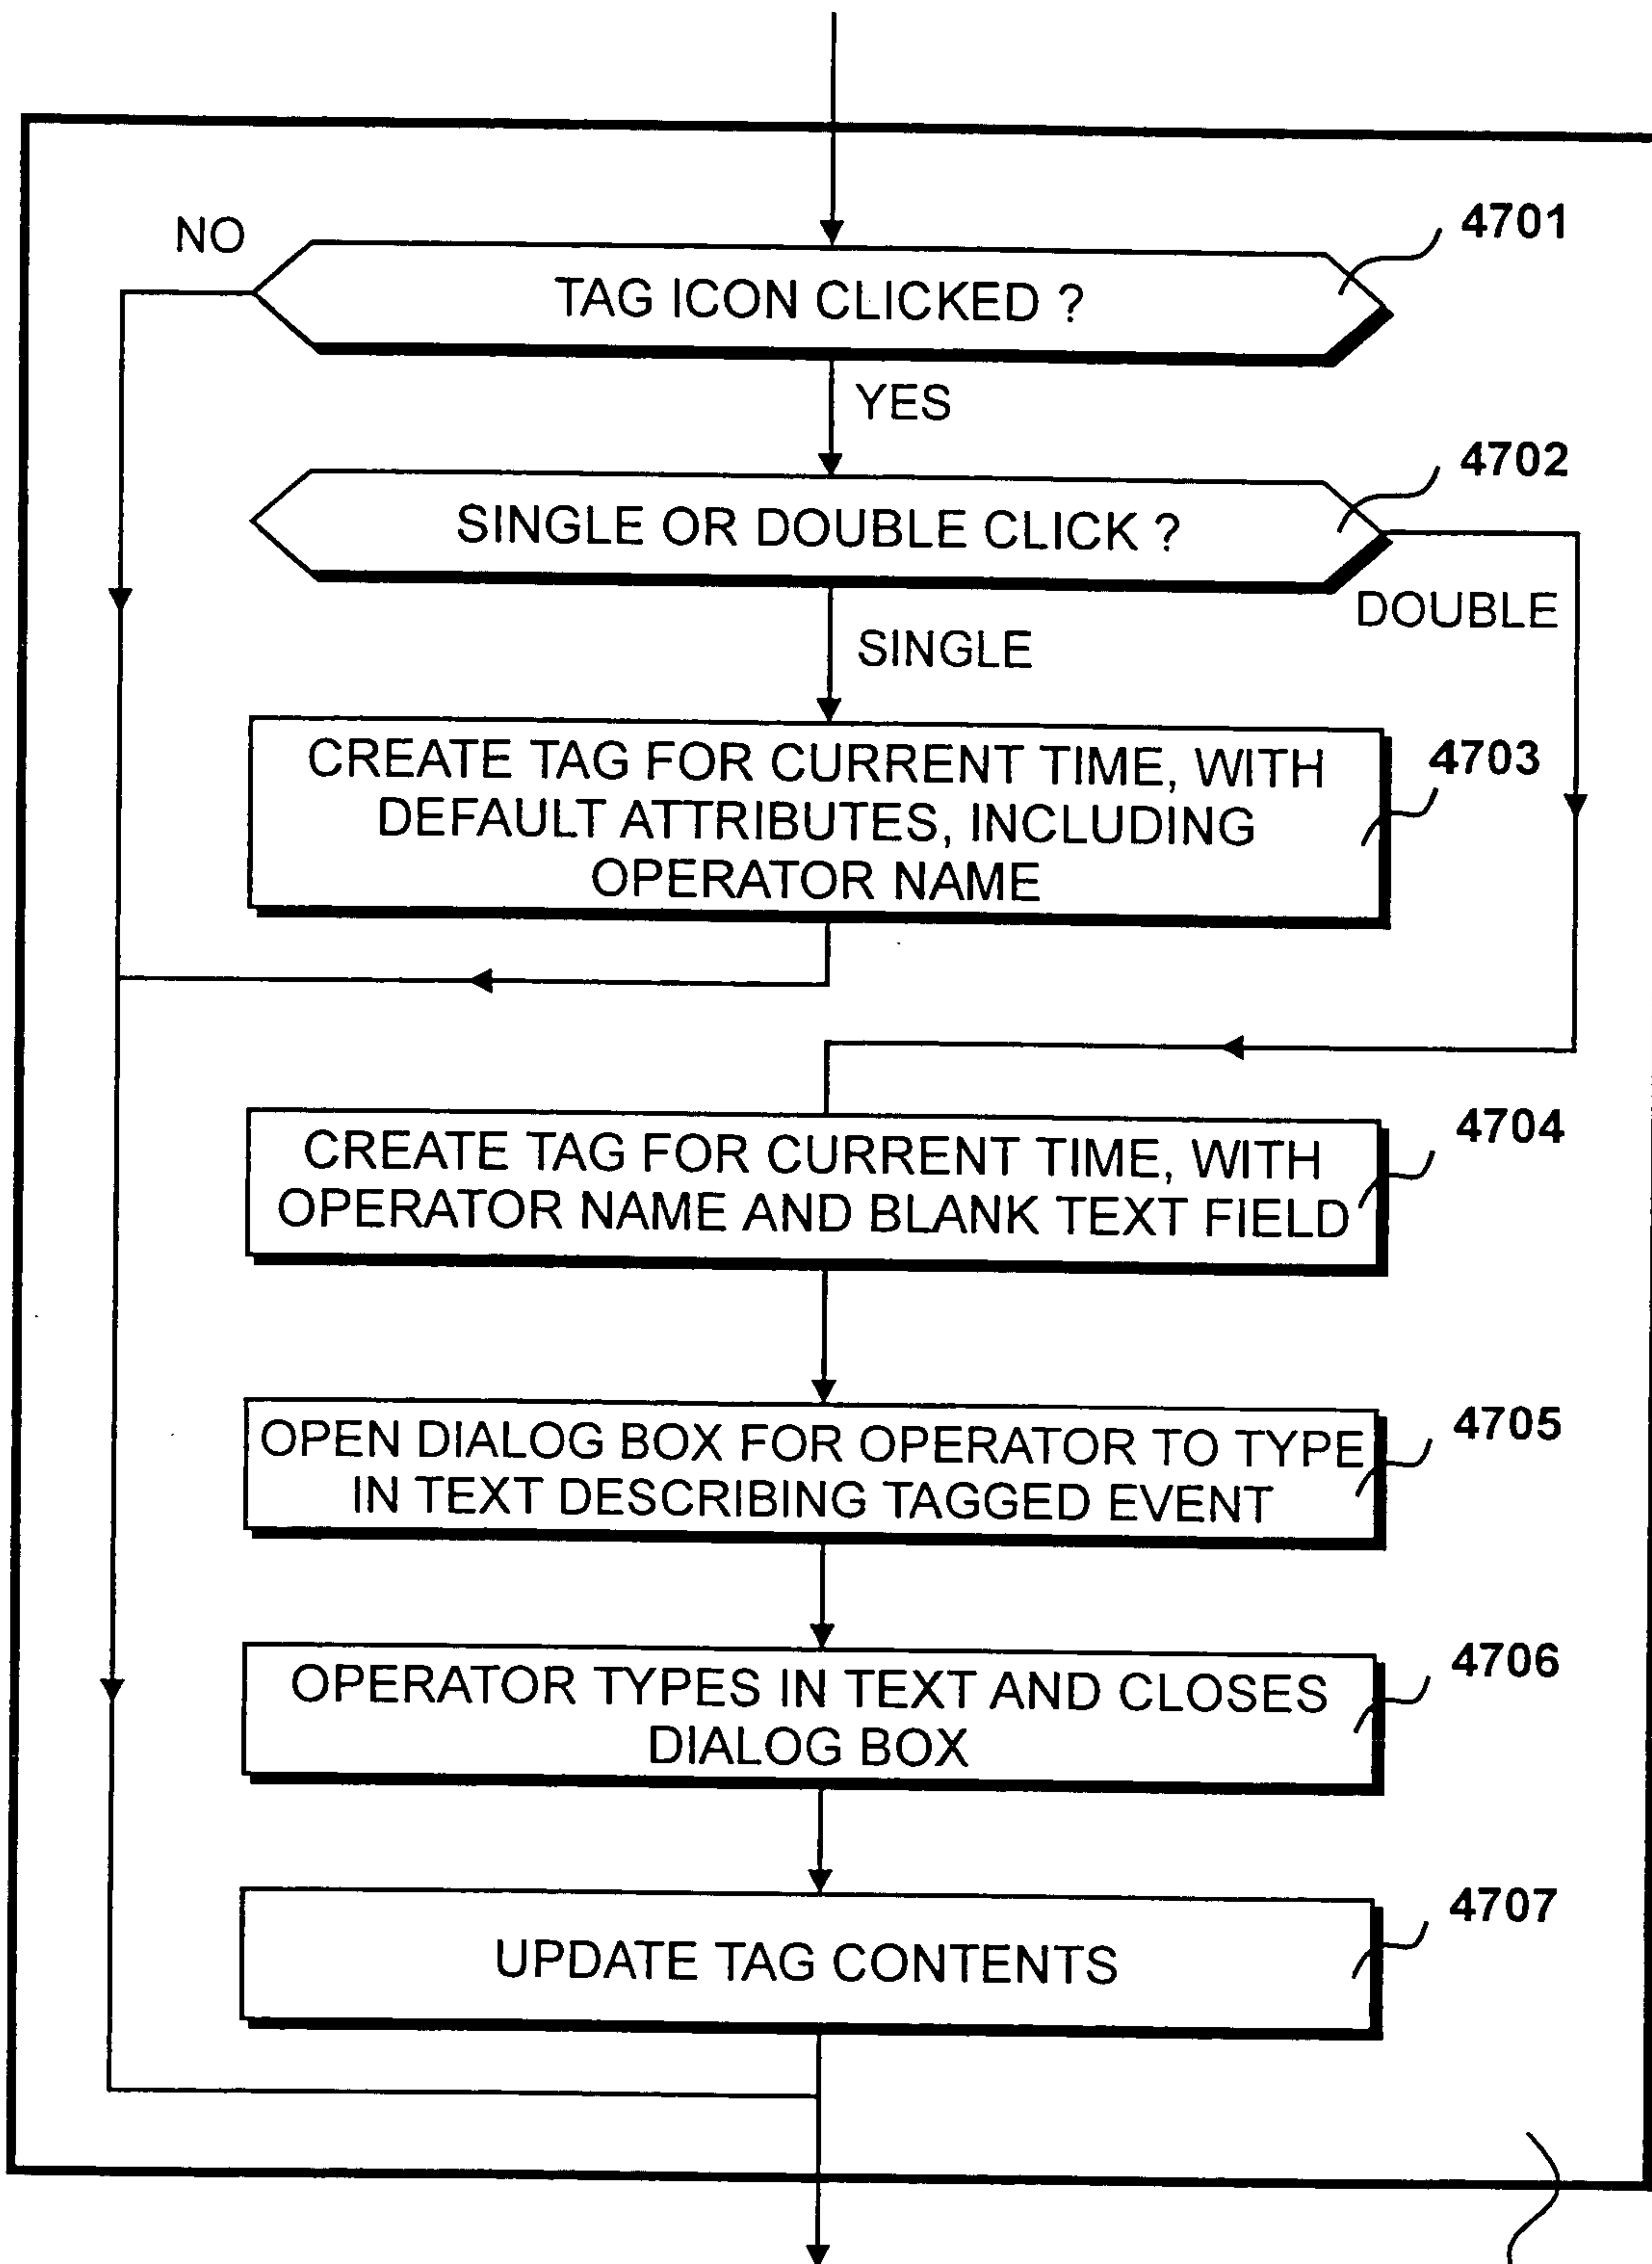 NO
4701
TAG ICON CLICKED ?
YES
4702
SINGLE OR DOUBLE CLICK ?
DOUBLE
SINGLE
4703
CREATE TAG FOR CURRENT TIME, WITH
DEFAULT ATTRIBUTES, INCLUDING
OPERATOR NAME
4704
CREATE TAG FOR CURRENT TIME, WITH
OPERATOR NAME AND BLANK TEXT FIELD
4705
OPEN DIALOG BOX FOR OPERATOR TO TYPE
IN TEXT DESCRIBING TAGGED EVENT
4706
OPERATOR TYPES IN TEXT AND CLOSES
DIALOG BOX
4707
UPDATE TAG CONTENTS